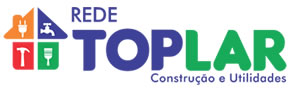 REDE
TOPLAR
Construção e Utilidades